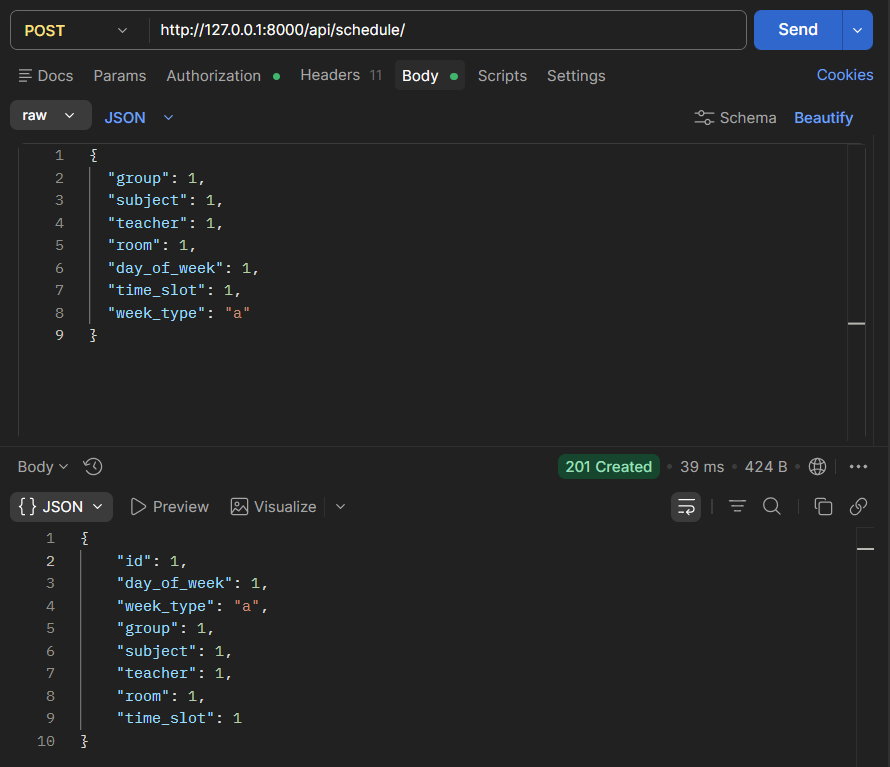 POST http://127.0.0.1:8000/api/schedule/ Send
Docs Params Authorization Headers 11 Body Scripts Settings Cookies
raw JSON Schema Beautify
1 {
2 "group": 1,
3 "subject": 1,
4 "teacher": 1,
5 "room": 1,
6 "day_of_week": 1,
7 "time_slot": 1,
8 "week_type": "a"
9 }
Body 201 Created • 39 ms • 424 B •
{} JSON Preview Visualize
1 {
2 "id": 1,
3 "day_of_week": 1,
4 "week_type": "a",
5 "group": 1,
6 "subject": 1,
7 "teacher": 1,
8 "room": 1,
9 "time_slot": 1
10 }